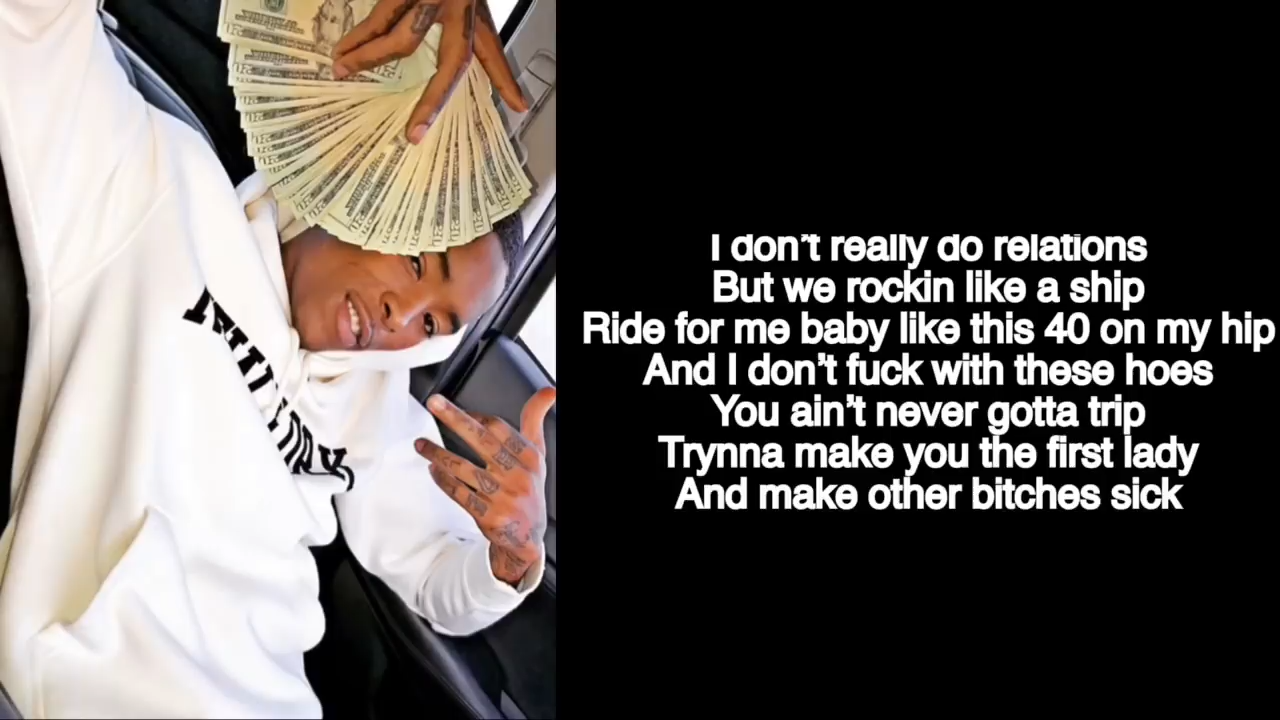 I don't really do relations
But we rockin like a ship
Ride for me baby like this 40 on my hip
And I don't fuck with these hoes
You ain't never gotta trip
Trynna make you the first lady
And make other bitches sick